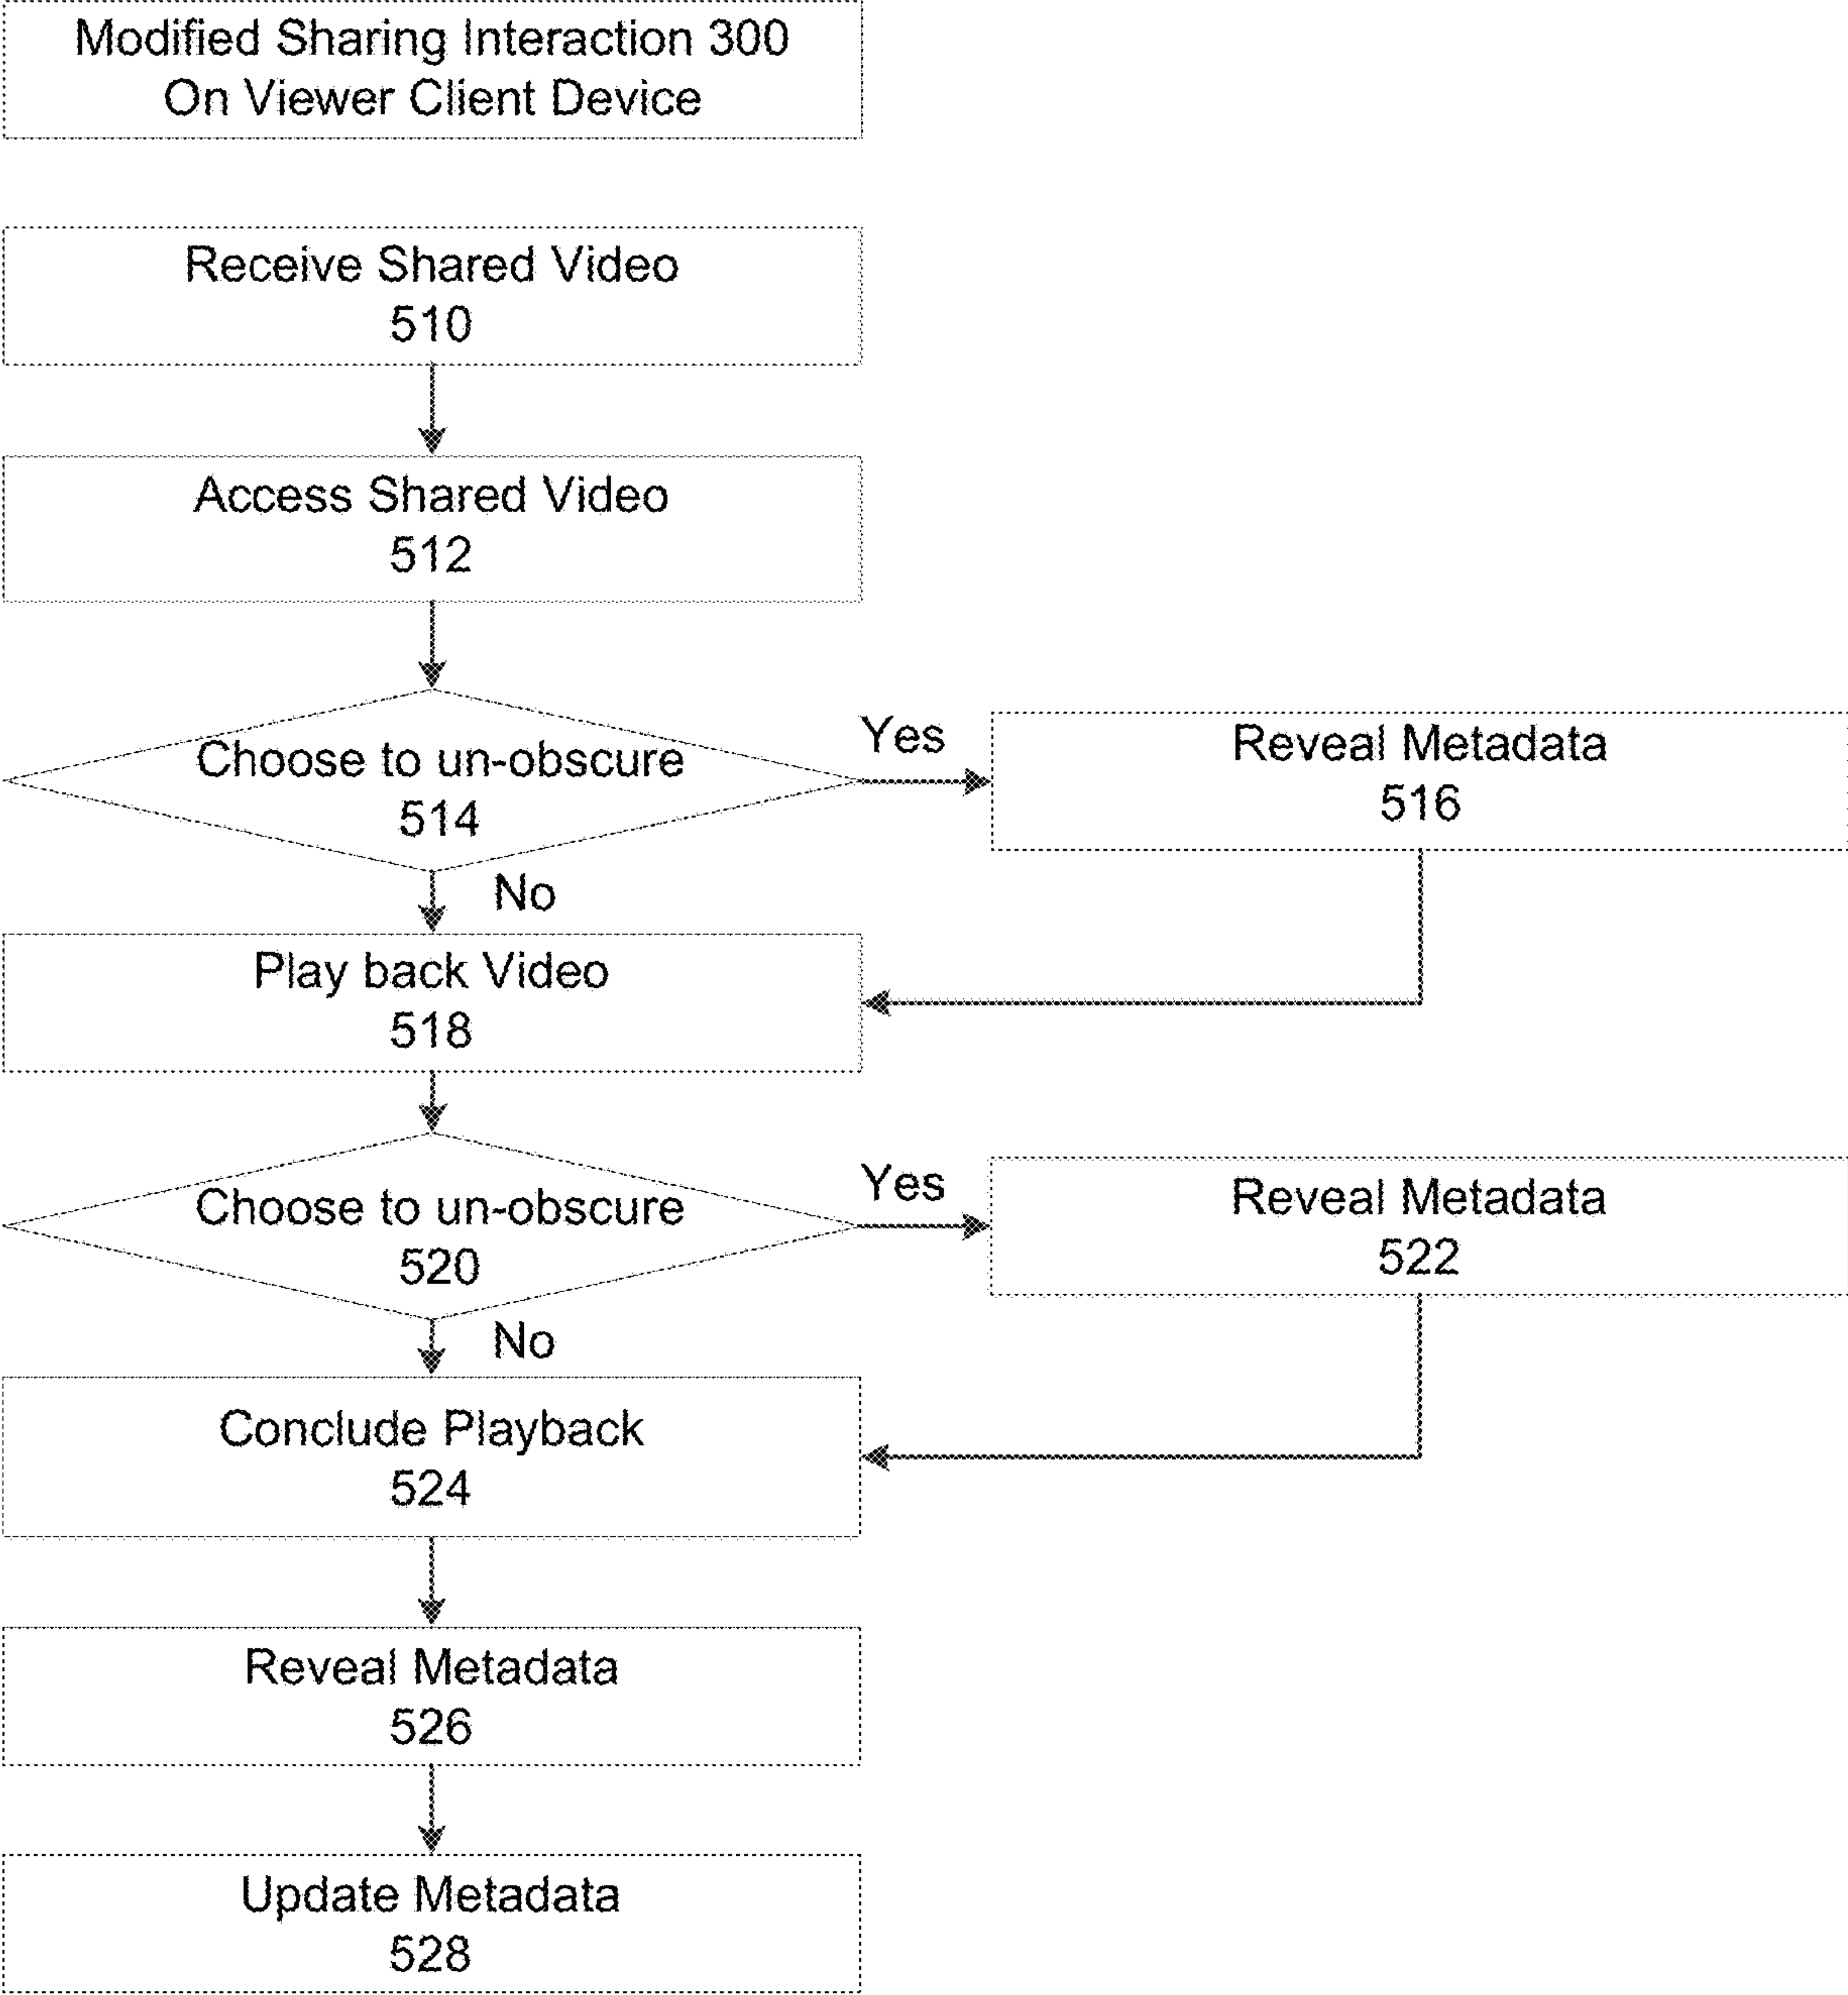 Modified Sharing Interaction 300
On Viewer Client Device
Receive Shared Video
510
Access Shared Video
512
Choose to un-obscure
514
Yes
Reveal Metadata
516
No
Play back Video
518
Choose to un-obscure
520
Yes
Reveal Metadata
522
No
Conclude Playback
524
Reveal Metadata
526
Update Metadata
528